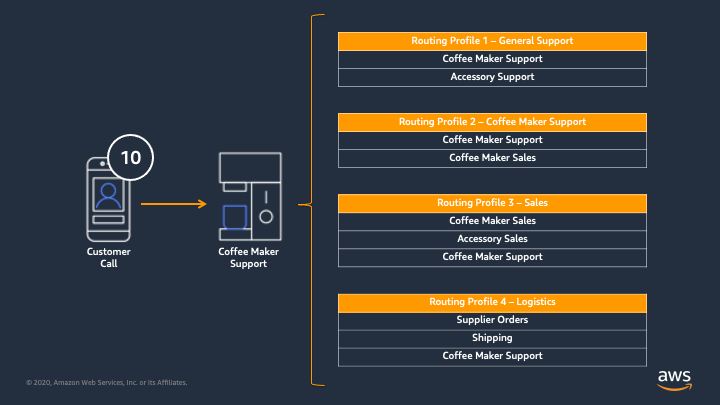 Routing Profile 1 – General Support
Coffee Maker Support
Accessory Support
Routing Profile 2 – Coffee Maker Support
Coffee Maker Support
Coffee Maker Sales
10
Customer
Call
Coffee Maker
Support
Routing Profile 3 – Sales
Coffee Maker Sales
Accessory Sales
Coffee Maker Support
Routing Profile 4 – Logistics
Supplier Orders
Shipping
Coffee Maker Support
© 2020, Amazon Web Services, Inc. or its Affiliates.
aws